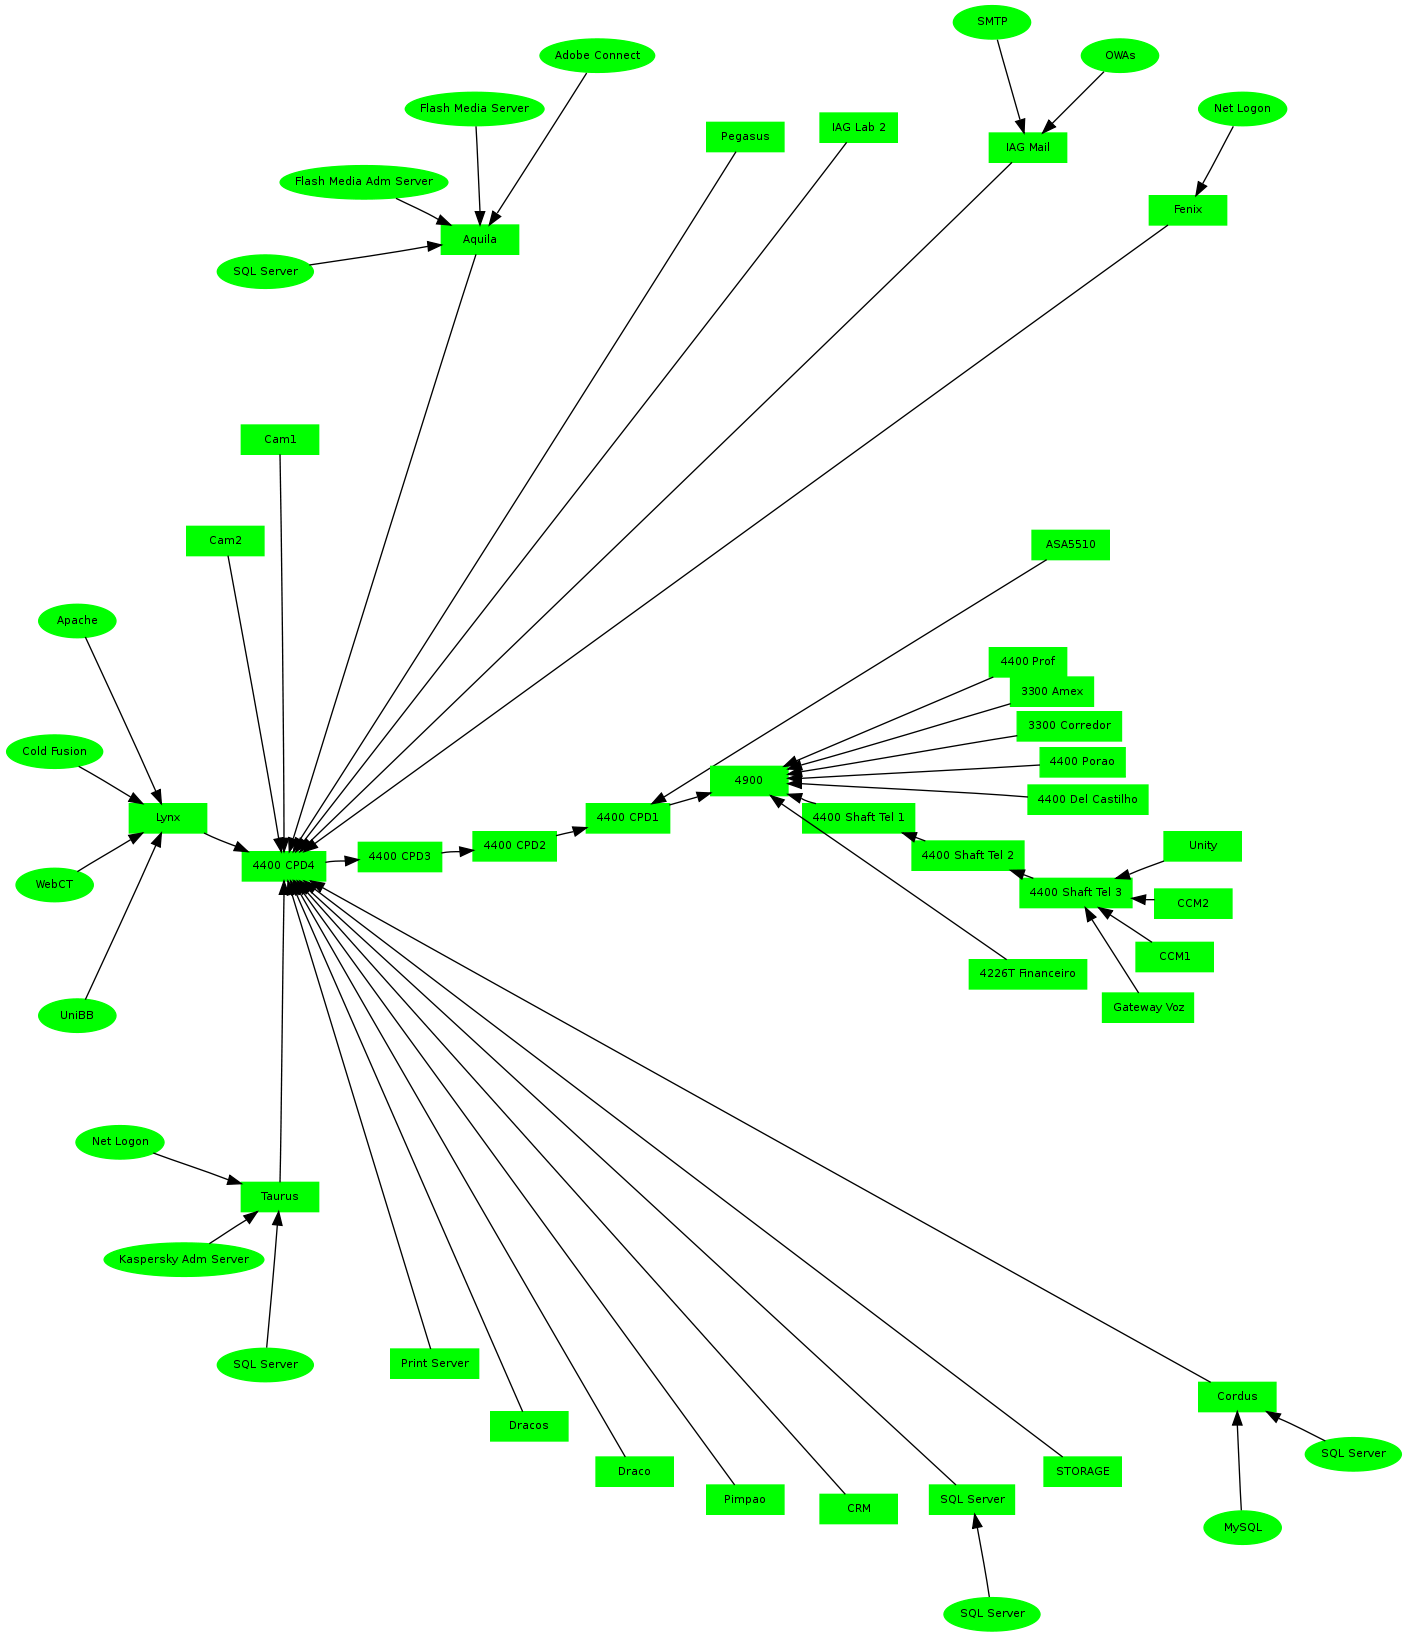 SMTP
Adobe Connect
OWAs
Flash Media Server
Net Logon
IAG Lab 2
Pegasus
IAG Mail
Flash Media Adm Server
Fenix
Aquila
SQL Server
Cam1
Cam2
ASA5510
Apache
4400 Prof
3300 Amex
3300 Corredor
Cold Fusion
4400 Porao
4900
4400 Del Castilho
Lynx
4400 CPD1
4400 Shaft Tel 1
4400 CPD2
Unity
4400 CPD3
4400 Shaft Tel 2
4400 CPD4
WebCT
4400 Shaft Tel 3
CCM2
CCM1
4226T Financeiro
Gateway Voz
UniBB
Net Logon
Taurus
Kaspersky Adm Server
Print Server
SQL Server
Cordus
Dracos
SQL Server
Draco
STORAGE
Pimpao
SQL Server
CRM
MySQL
SQL Server